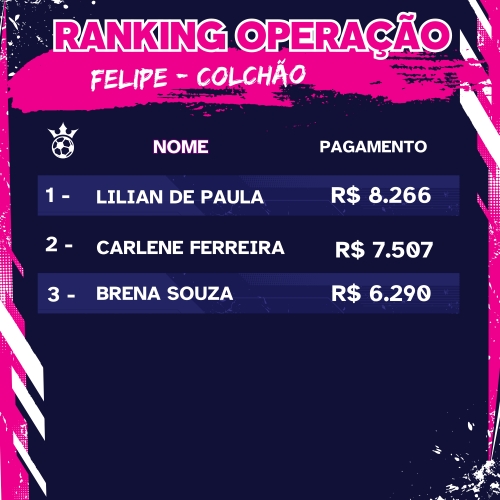 RANKING OPERAÇÃO
FELIPE - COLCHÃO
NOME PAGAMENTO
1 - LILIAN DE PAULA R$ 8.266
2 - CARLENE FERREIRA R$ 7.507
3 - BRENA SOUZA R$ 6.290